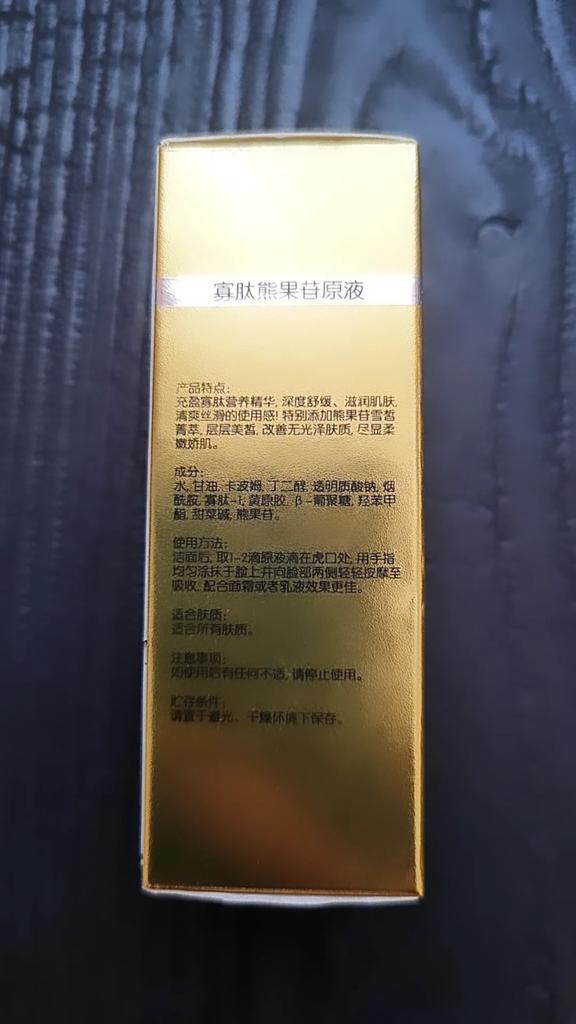 寡肽熊果苷原液
产品特点:
充盈寡肽营养精华, 深度舒缓、滋润肌肤,
清爽丝滑的使用感! 特别添加熊果苷雪皙
菁萃, 层层美皙, 改善无光泽肤质, 尽显柔
嫩娇肌。
成分:
水, 甘油, 卡波姆, 丁二醇, 透明质酸钠, 烟
酰胺, 寡肽-1, 黄原胶, β-葡聚糖, 羟苯甲
酯, 甜菜碱, 熊果苷。
使用方法:
洁面后, 取1-2滴原液滴在虎口处, 用手指
均匀涂抹于脸上并向脸部两侧轻轻按摩至
吸收, 配合面霜或者乳液效果更佳。
适合肤质:
适合所有肤质。
注意事项:
如使用后有任何不适, 请停止使用。
贮存条件:
请置于避光、干燥环境下保存。